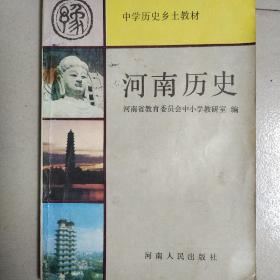 豫
中学历史乡土教材
河南历史
河南省教育委员会中小学教研室 编
河南人民出版社